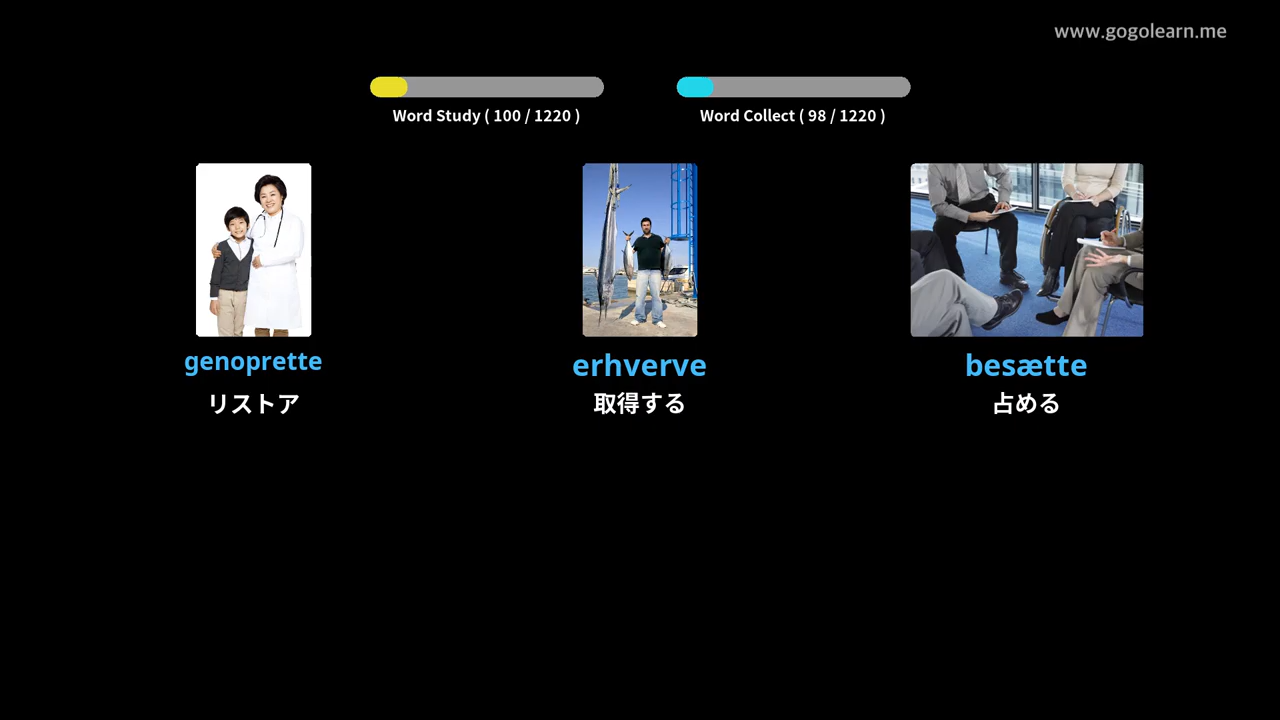 www.gogolearn.me
Word Study ( 100 / 1220 )
Word Collect ( 98 / 1220 )
genoprette
erhverve
besætte
リストア
取得する
占める